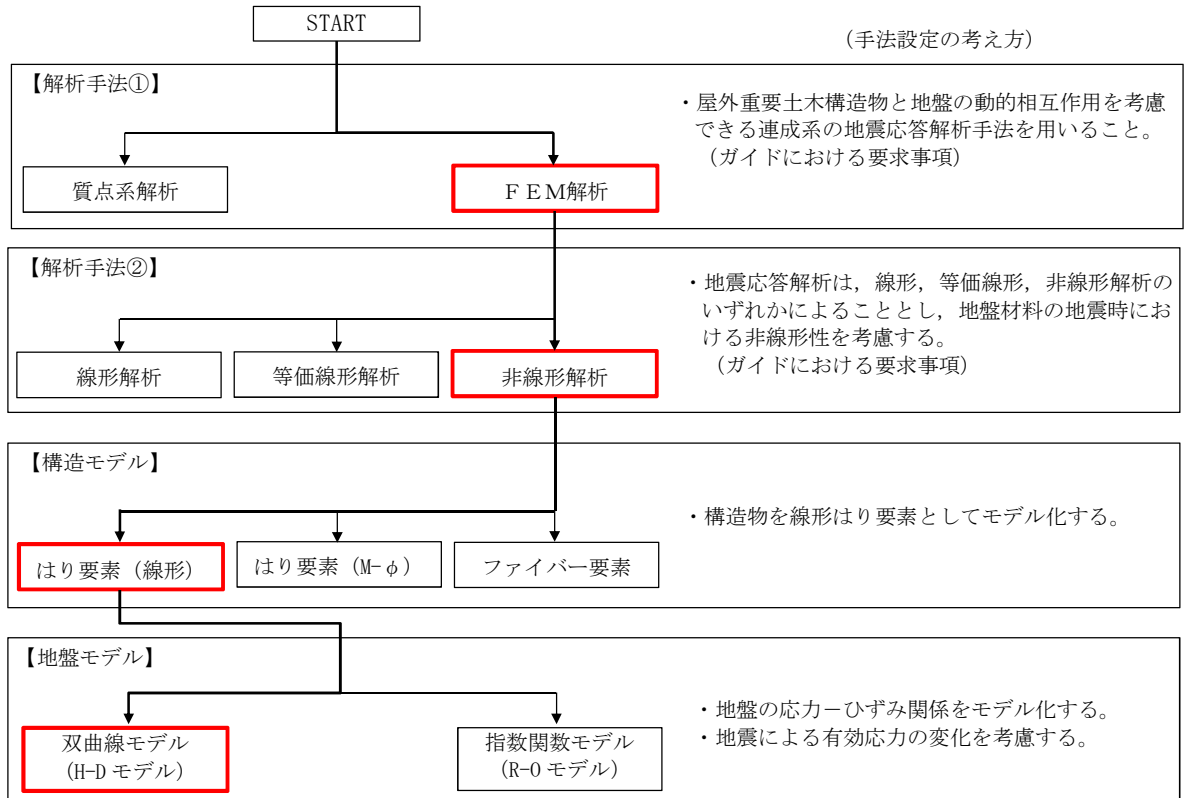 START
（手法設定の考え方）
【解析手法①】
・屋外重要土木構造物と地盤の動的相互作用を考慮
できる連成系の地震応答解析手法を用いること。
（ガイドにおける要求事項）
質点系解析
ＦＥＭ解析
【解析手法②】
・地震応答解析は，線形，等価線形，非線形解析の
いずれかによることとし，地盤材料の地震時にお
ける非線形性を考慮する。
（ガイドにおける要求事項）
線形解析
等価線形解析
非線形解析
【構造モデル】
・構造物を線形はり要素としてモデル化する。
はり要素（線形）
はり要素（M-φ）
ファイバー要素
【地盤モデル】
・地盤の応力－ひずみ関係をモデル化する。
・地震による有効応力の変化を考慮する。
双曲線モデル
(H-D モデル)
指数関数モデル
(R-O モデル)